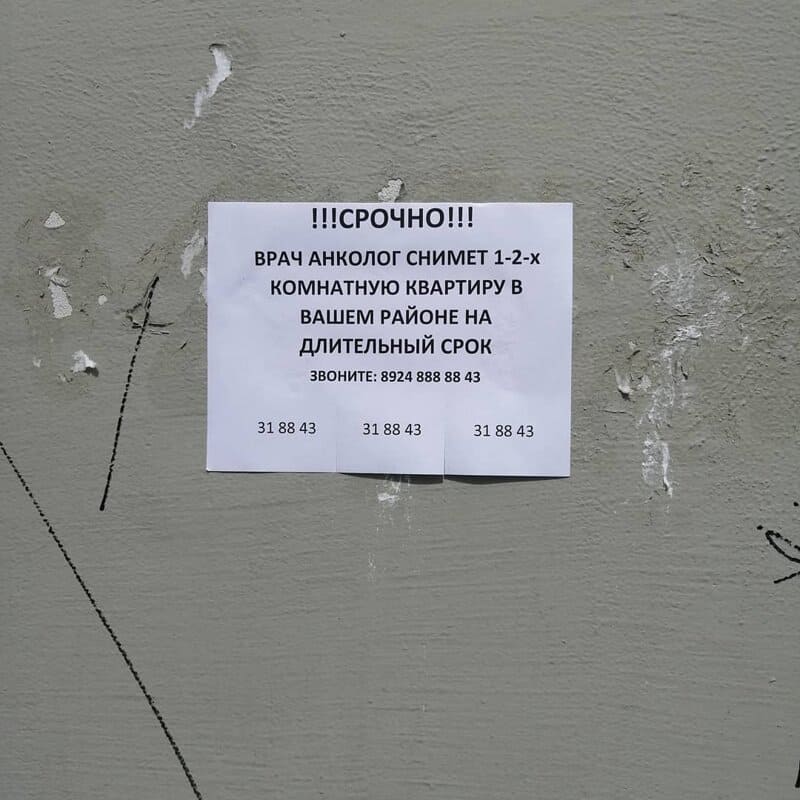 !!!СРОЧНО!!!
ВРАЧ АНКОЛОГ СНИМЕТ 1-2-х
КОМНАТНУЮ КВАРТИРУ В
ВАШЕМ РАЙОНЕ НА
ДЛИТЕЛЬНЫЙ СРОК
ЗВОНИТЕ: 8924 888 88 43
31 88 43 31 88 43 31 88 43